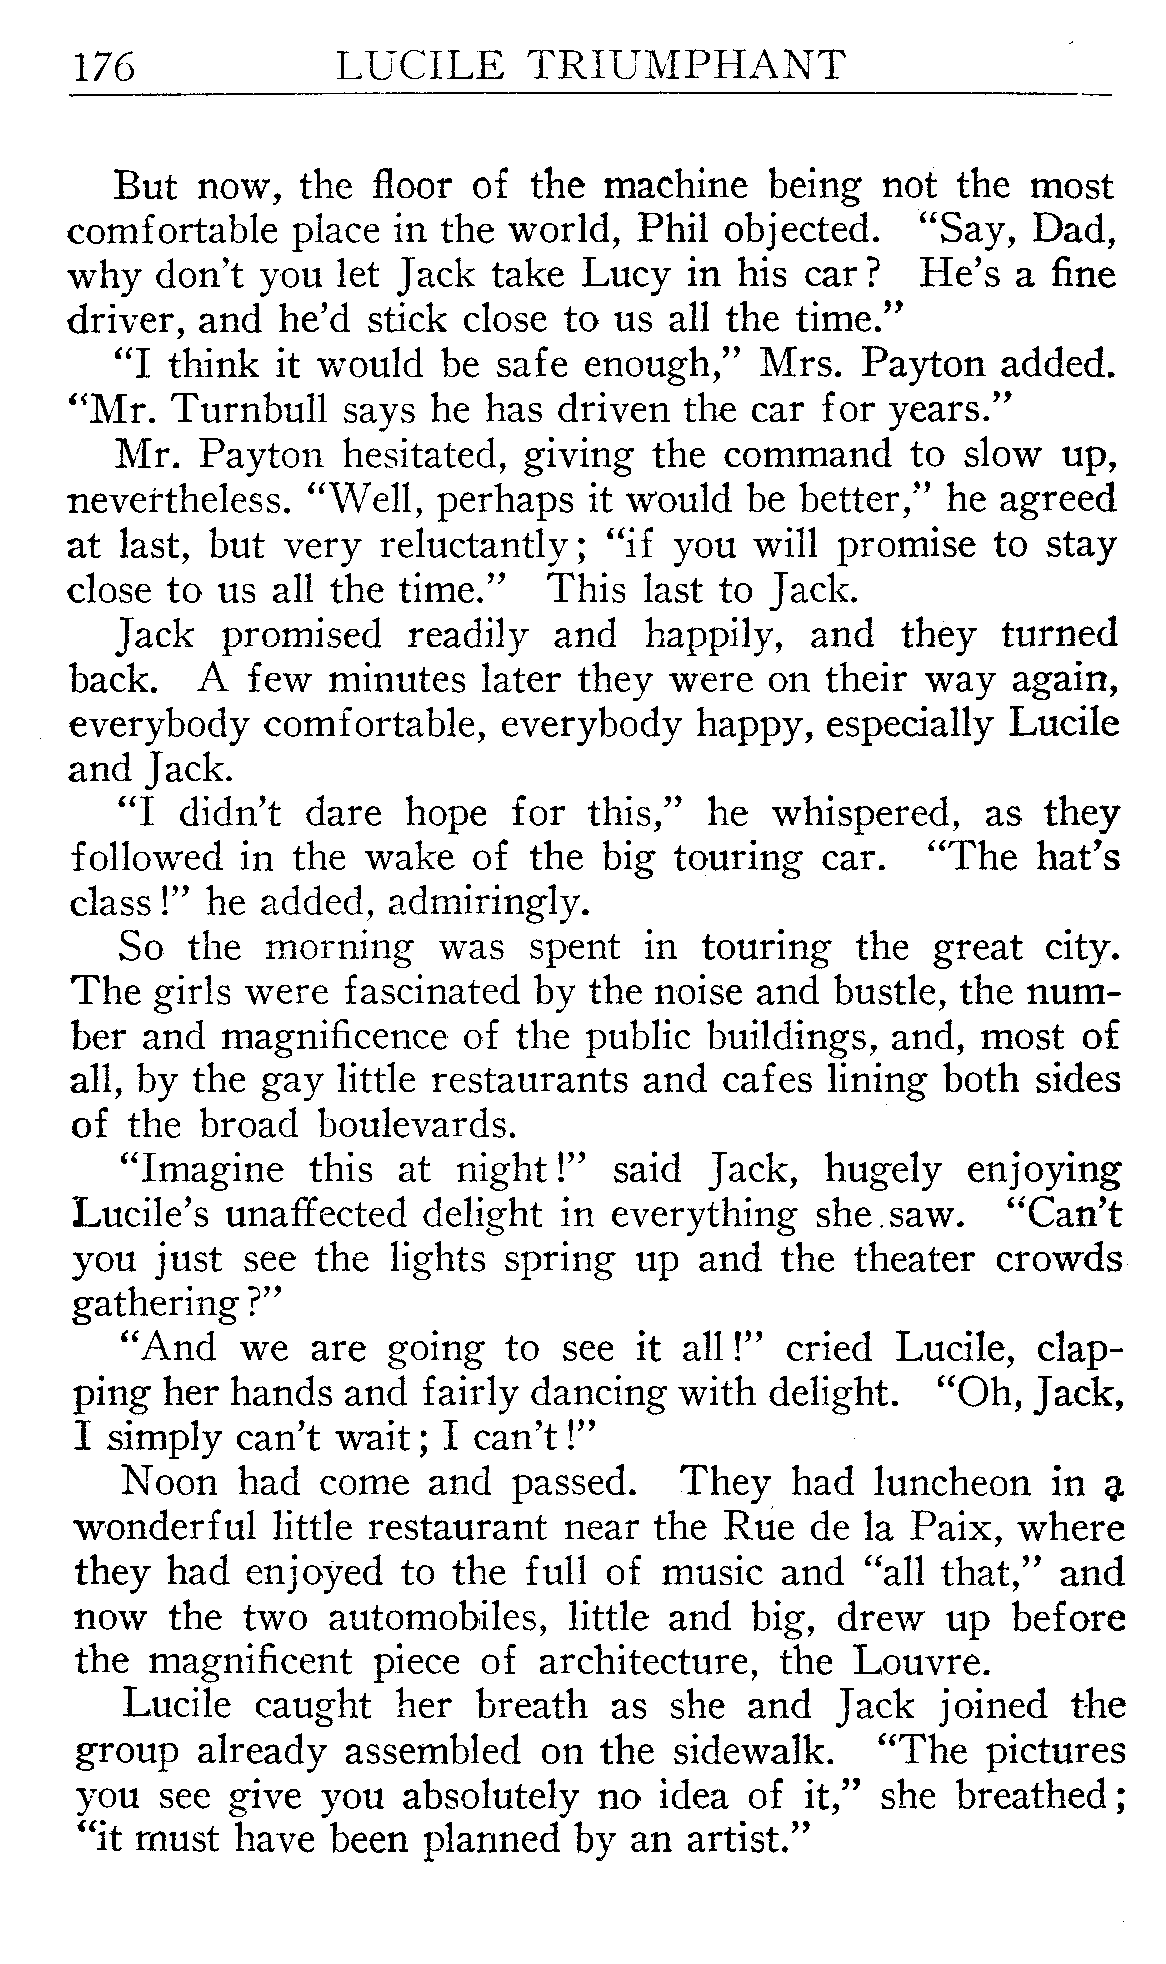 176 LUCILE TRIUMPHANT
But now, the floor of the machine being not the most
comfortable place in the world, Phil objected. “Say, Dad,
why don’t you let Jack take Lucy in his car? He’s a fine
driver, and he’d stick close to us all the time.”
“I think it would be safe enough,” Mrs. Payton added.
“Mr. Turnbull says he has driven the car for years.”
Mr. Payton hesitated, giving the command to slow up,
nevertheless. “Well, perhaps it would be better,” he agreed
at last, but very reluctantly; “if you will promise to stay
close to us all the time.” This last to Jack.
Jack promised readily and happily, and they turned
back. A few minutes later they were on their way again,
everybody comfortable, everybody happy, especially Lucile
and Jack.
“I didn’t dare hope for this,” he whispered, as they
followed in the wake of the big touring car. “The hat’s
class!” he added, admiringly.
So the morning was spent in touring the great city.
The girls were fascinated by the noise and bustle, the num-
ber and magnificence of the public buildings, and, most of
all, by the gay little restaurants and cafes lining both sides
of the broad boulevards.
“Imagine this at night!” said Jack, hugely enjoying
Lucile’s unaffected delight in everything she saw. “Can’t
you just see the lights spring up and the theater crowds
gathering?”
“And we are going to see it all!” cried Lucile, clap-
ping her hands and fairly dancing with delight. “Oh, Jack,
I simply can’t wait; I can’t!”
Noon had come and passed. They had luncheon in a
wonderful little restaurant near the Rue de la Paix, where
they had enjoyed to the full of music and “all that,” and
now the two automobiles, little and big, drew up before
the magnificent piece of architecture, the Louvre.
Lucile caught her breath as she and Jack joined the
group already assembled on the sidewalk. “The pictures
you see give you absolutely no idea of it,” she breathed;
“it must have been planned by an artist.”